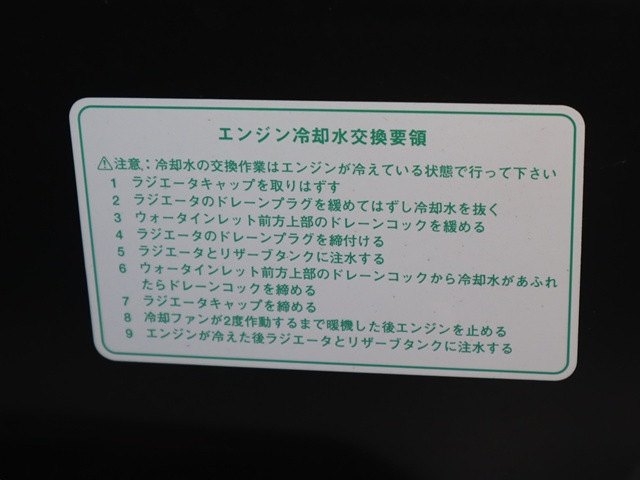 エンジン冷却水交換要領
⚠注意：冷却水の交換作業はエンジンが冷えている状態で行って下さい
1 ラジエータキャップを取りはずす
2 ラジエータのドレーンプラグを緩めてはずし冷却水を抜く
3 ウォータインレット前方上部のドレーンコックを緩める
4 ラジエータのドレーンプラグを締付ける
5 ラジエータとリザーブタンクに注水する
6 ウォータインレット前方上部のドレーンコックから冷却水があふれ
たらドレーンコックを締める
7 ラジエータキャップを締める
8 冷却ファンが2度作動するまで暖機した後エンジンを止める
9 エンジンが冷えた後ラジエータとリザーブタンクに注水する